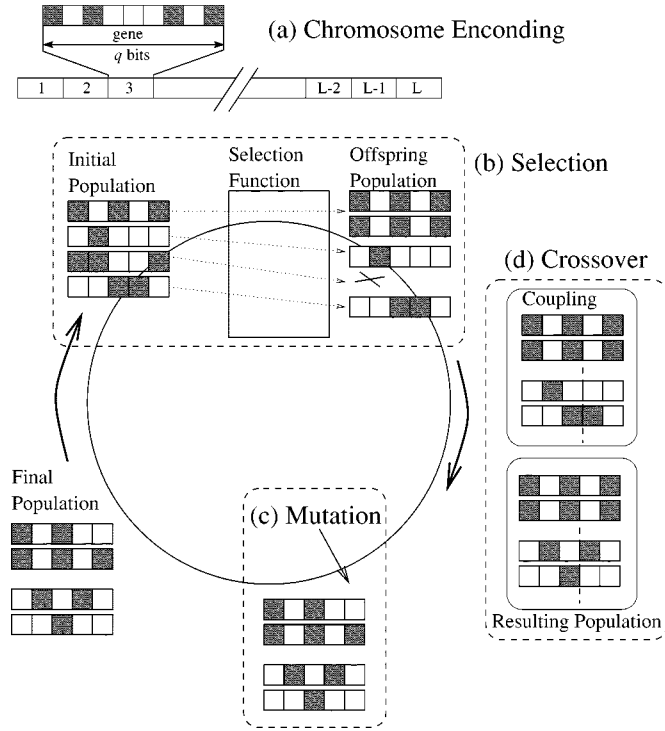 (a) Chromosome Enconding
gene
q bits
1 2 3 L-2 L-1 L
(b) Selection
Initial
Population
Selection
Function
Offspring
Population
(d) Crossover
Coupling
Resulting Population
(c) Mutation
Final
Population